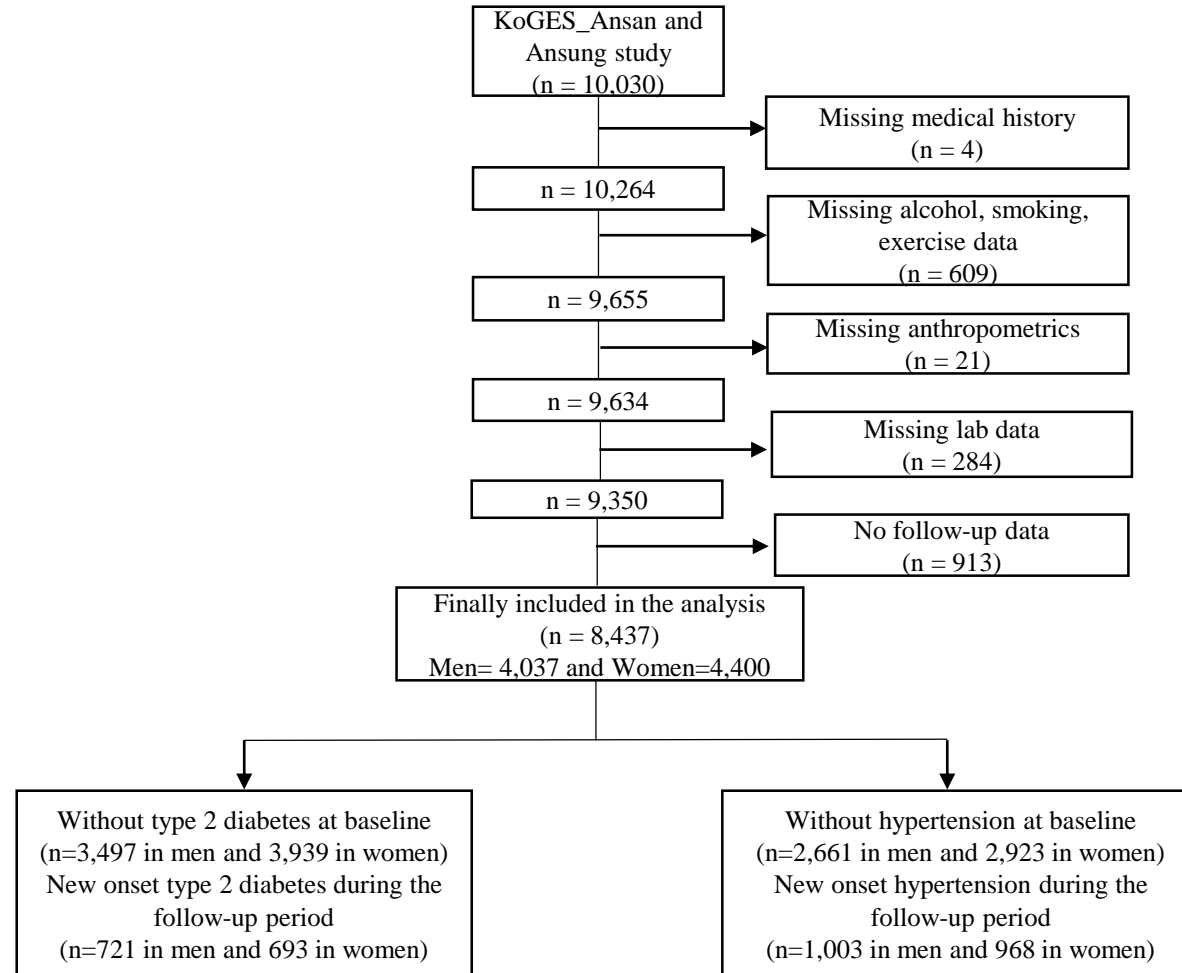 KoGES_Ansan and
Ansung study
(n = 10,030)
Missing medical history
(n = 4)
n = 10,264
Missing alcohol, smoking,
exercise data
(n = 609)
n = 9,655
Missing anthropometrics
(n = 21)
n = 9,634
Missing lab data
(n = 284)
n = 9,350
No follow-up data
(n = 913)
Finally included in the analysis
(n = 8,437)
Men= 4,037 and Women=4,400
Without type 2 diabetes at baseline
(n=3,497 in men and 3,939 in women)
New onset type 2 diabetes during the
follow-up period
(n=721 in men and 693 in women)
Without hypertension at baseline
(n=2,661 in men and 2,923 in women)
New onset hypertension during the
follow-up period
(n=1,003 in men and 968 in women)